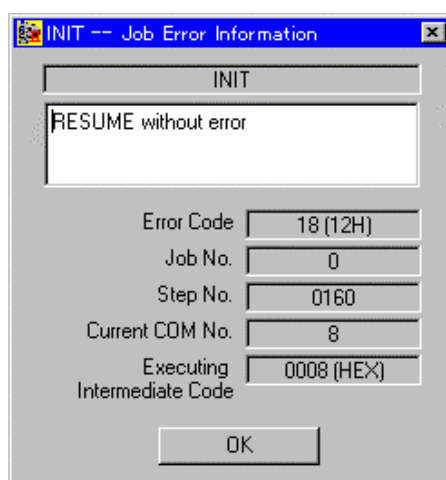 INIT -- Job Error Information
INIT
RESUME without error
Error Code 18 (12H)
Job No. 0
Step No. 0160
Current COM No. 8
Executing
Intermediate Code 0008 (HEX)
OK